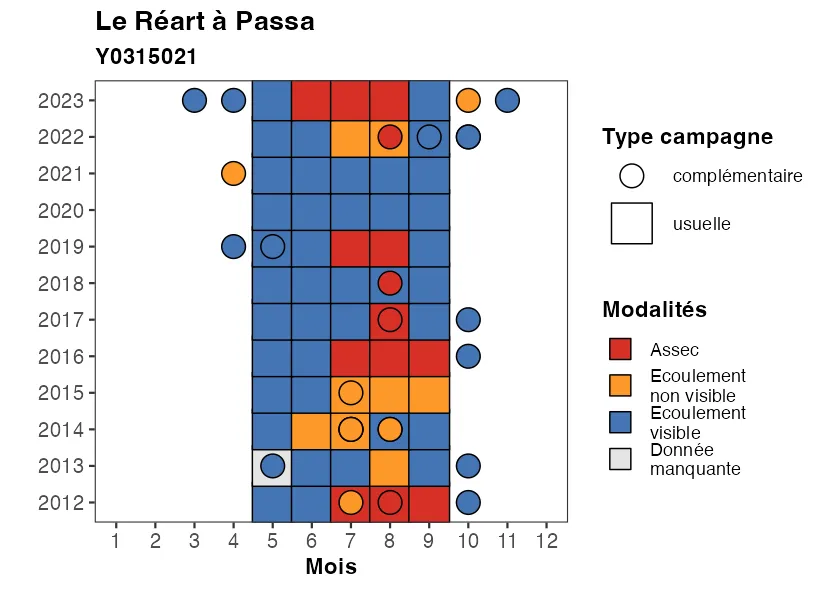 Le Réart à Passa
Y0315021
2023
2022
2021
2020
2019
2018
2017
2016
2015
2014
2013
2012
1 2 3 4 5 6 7 8 9 10 11 12
Mois
Type campagne
complémentaire
usuelle
Modalités
Assec
Ecoulement
non visible
Ecoulement
visible
Donnée
manquante